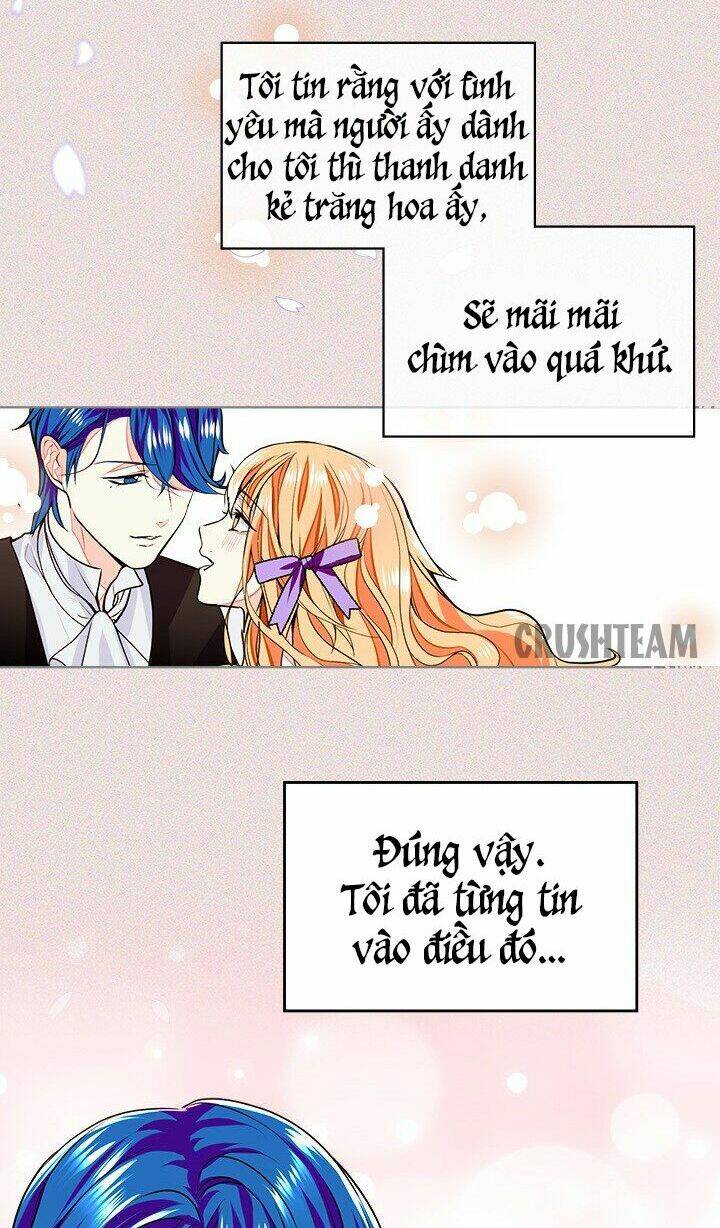 Tôi tin rằng với tình
yêu mà người ấy dành
cho tôi thì thanh danh
kẻ trăng hoa ấy,
Sẽ mãi mãi
chìm vào quá khứ.
CRUSHTEAM
Đúng vậy.
Tôi đã từng tin
vào điều đó...